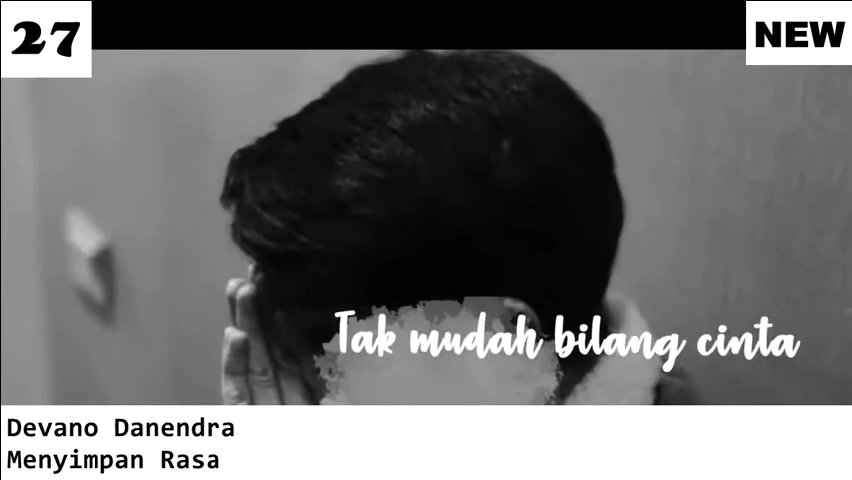 27
NEW
Tak mudah bilang cinta
Devano Danendra
Menyimpan Rasa